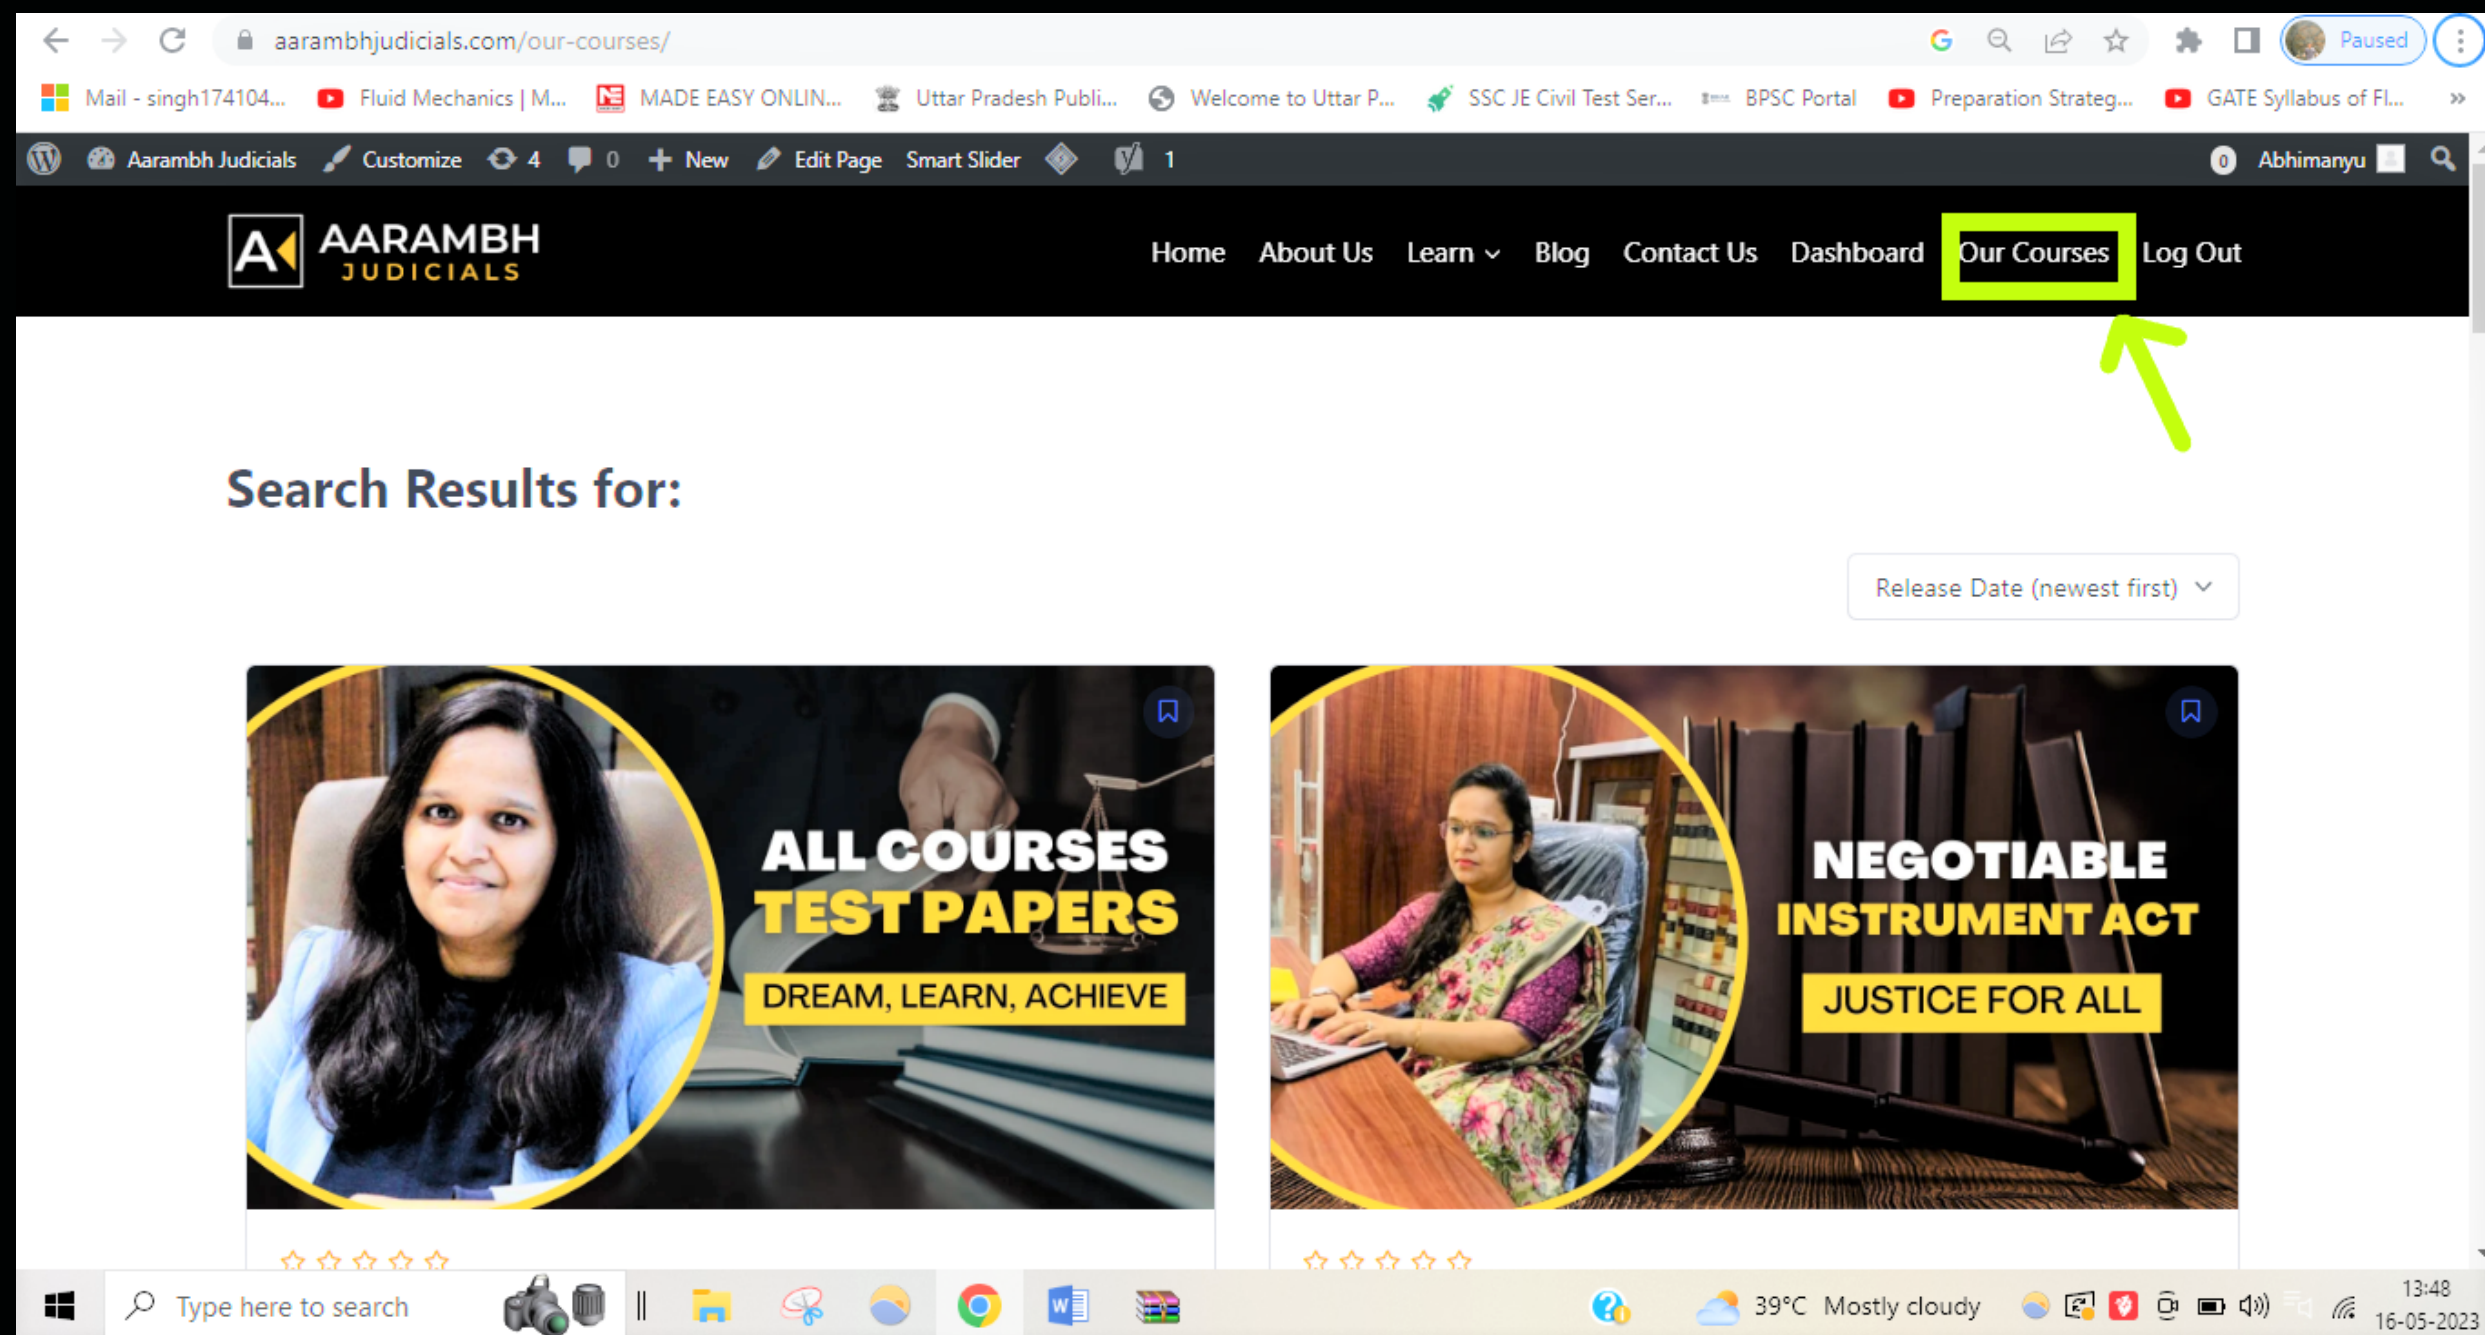 aarambhjudicials.com/our-courses/
Paused
Mail - singh174104...
Fluid Mechanics | M...
MADE EASY ONLIN...
Uttar Pradesh Publi...
Welcome to Uttar P...
SSC JE Civil Test Ser...
BPSC Portal
Preparation Strateg...
GATE Syllabus of Fl...
Aarambh Judicials
Customize
4
0
New
Edit Page
Smart Slider
1
0
Abhimanyu
AARAMBH
JUDICIALS
Home
About Us
Learn
Blog
Contact Us
Dashboard
Our Courses
Log Out
Search Results for:
Release Date (newest first)
ALL COURSES
TEST PAPERS
DREAM, LEARN, ACHIEVE
NEGOTIABLE
INSTRUMENT ACT
JUSTICE FOR ALL
Type here to search
39°C Mostly cloudy
13:48
16-05-2023